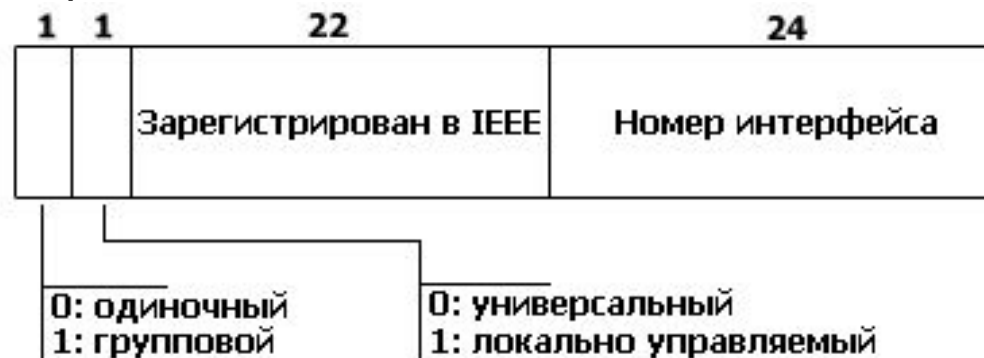 1 1 22 24
Зарегистрирован в IEEE Номер интерфейса
0: одиночный 0: универсальный
1: групповой 1: локально управляемый